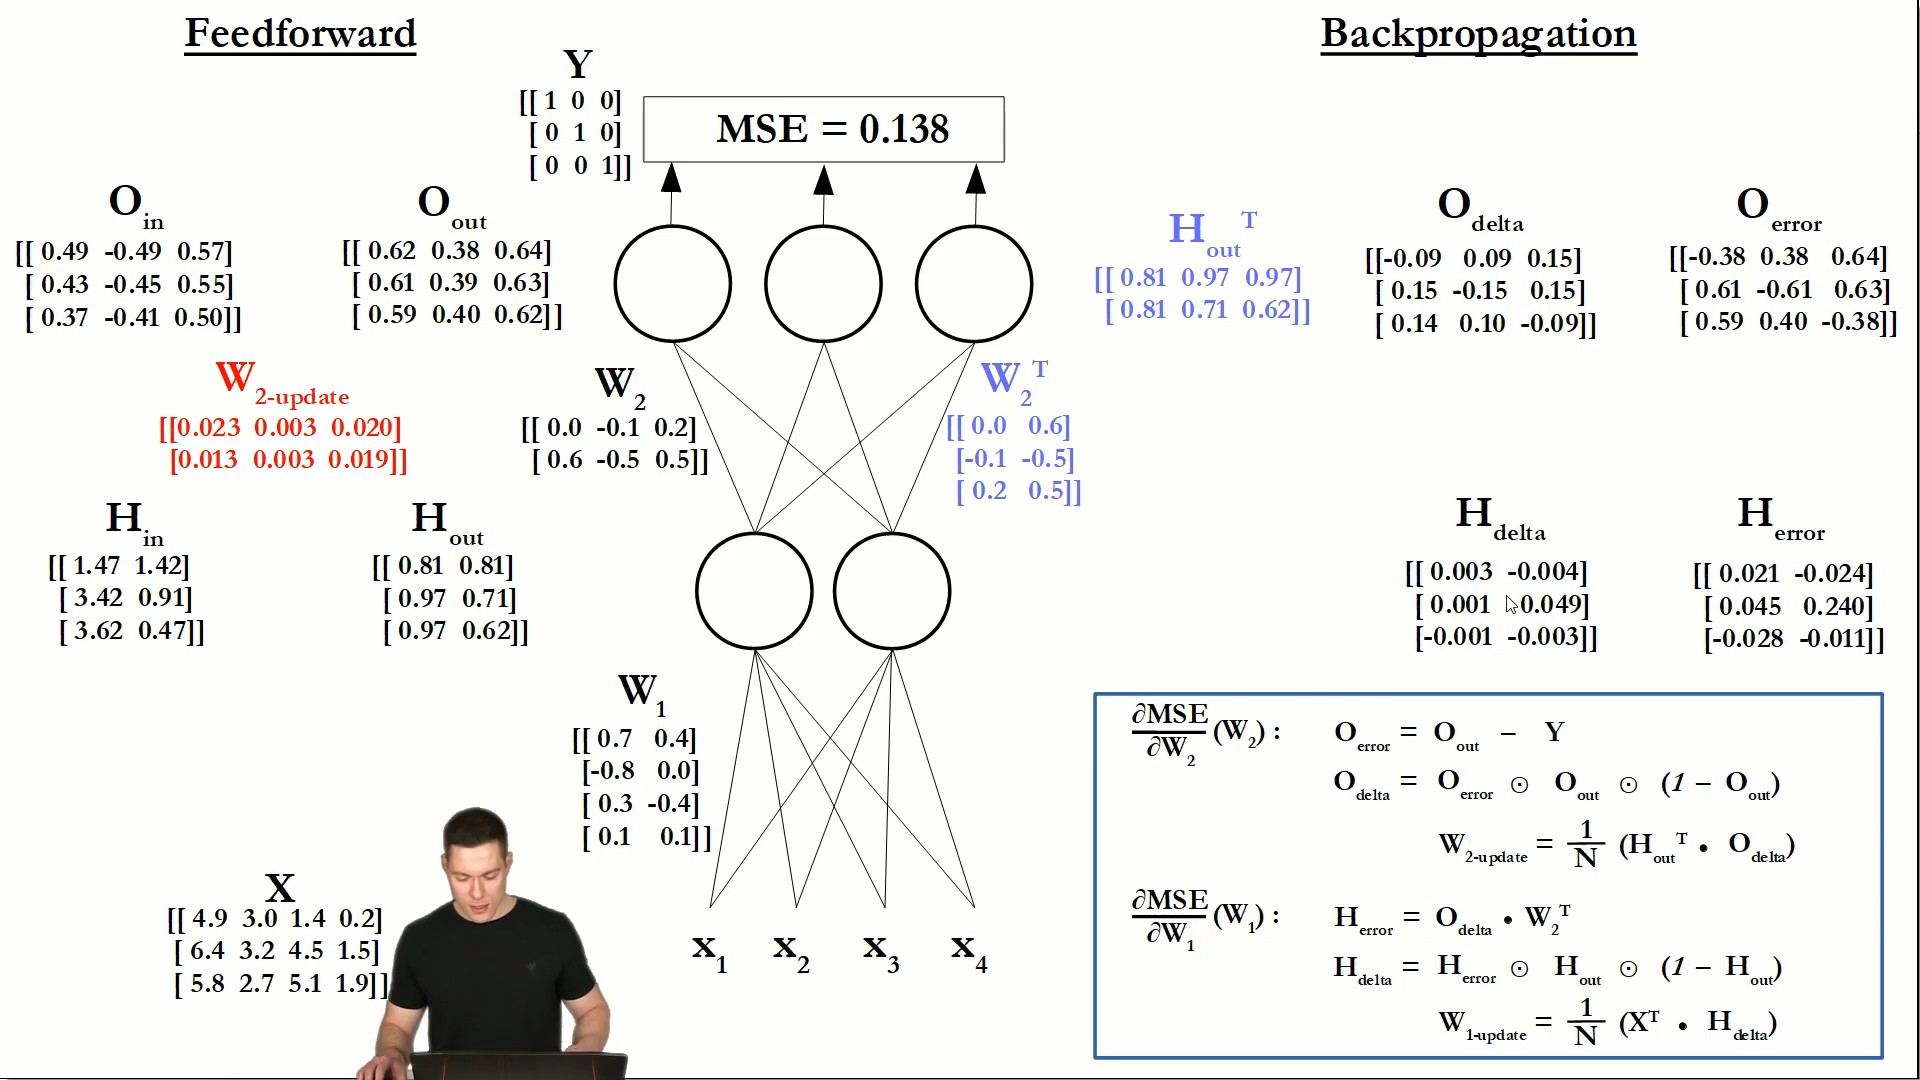 Feedforward
Backpropagation
Y
[[ 1 0 0]
[ 0 1 0]
[ 0 0 1]]
MSE = 0.138
O in
[[ 0.49 -0.49 0.57]
[ 0.43 -0.45 0.55]
[ 0.37 -0.41 0.50]]
O out
[[ 0.62 0.38 0.64]
[ 0.61 0.39 0.63]
[ 0.59 0.40 0.62]]
H out T
[[ 0.81 0.97 0.97]
[ 0.81 0.71 0.62]]
O delta
[[-0.09 0.09 0.15]
[ 0.15 -0.15 0.15]
[ 0.14 0.10 -0.09]]
O error
[[-0.38 0.38 0.64]
[ 0.61 -0.61 0.63]
[ 0.59 0.40 -0.38]]
W 2-update
[[0.023 0.003 0.020]
[0.013 0.003 0.019]]
W 2
[[ 0.0 -0.1 0.2]
[ 0.6 -0.5 0.5]]
W 2 T
[[ 0.0 0.6]
[-0.1 -0.5]
[ 0.2 0.5]]
H in
[[ 1.47 1.42]
[ 3.42 0.91]
[ 3.62 0.47]]
H out
[[ 0.81 0.81]
[ 0.97 0.71]
[ 0.97 0.62]]
H delta
[[ 0.003 -0.004]
[ 0.001 0.049]
[-0.001 -0.003]]
H error
[[ 0.021 -0.024]
[ 0.045 0.240]
[-0.028 -0.011]]
W 1
[[ 0.7 0.4]
[-0.8 0.0]
[ 0.3 -0.4]
[ 0.1 0.1]]
X
[[ 4.9 3.0 1.4 0.2]
[ 6.4 3.2 4.5 1.5]
[ 5.8 2.7 5.1 1.9]]
x1 x2 x3 x4
∂MSE/∂W2 (W2) : O error = O out – Y
O delta = O error ⊙ O out ⊙ (1 – O out)
W 2-update = 1/N (H out T • O delta)
∂MSE/∂W1 (W1) : H error = O delta • W 2 T
H delta = H error ⊙ H out ⊙ (1 – H out)
W 1-update = 1/N (X T • H delta)